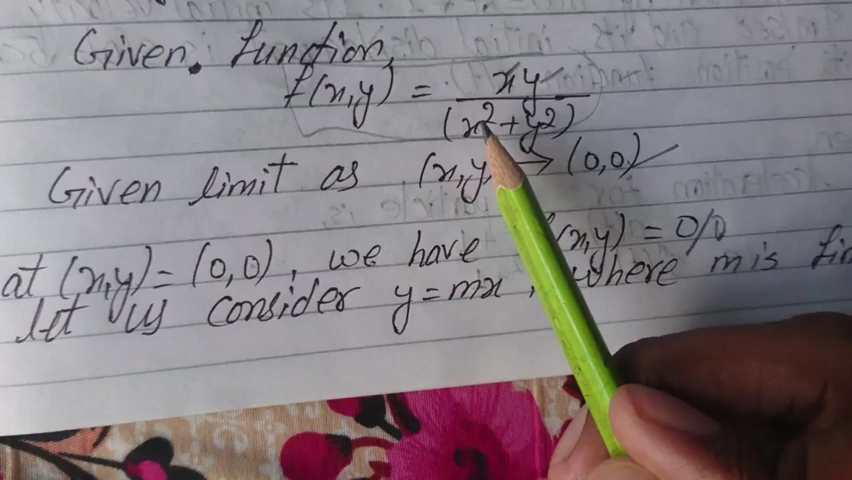 Given. function,
f(x,y) = xy/(x²+y²)
Given limit as (x,y → (0,0)
at (x,y)=(0,0), we have f(x,y) = 0/0
let us consider y=mx, where m is fin